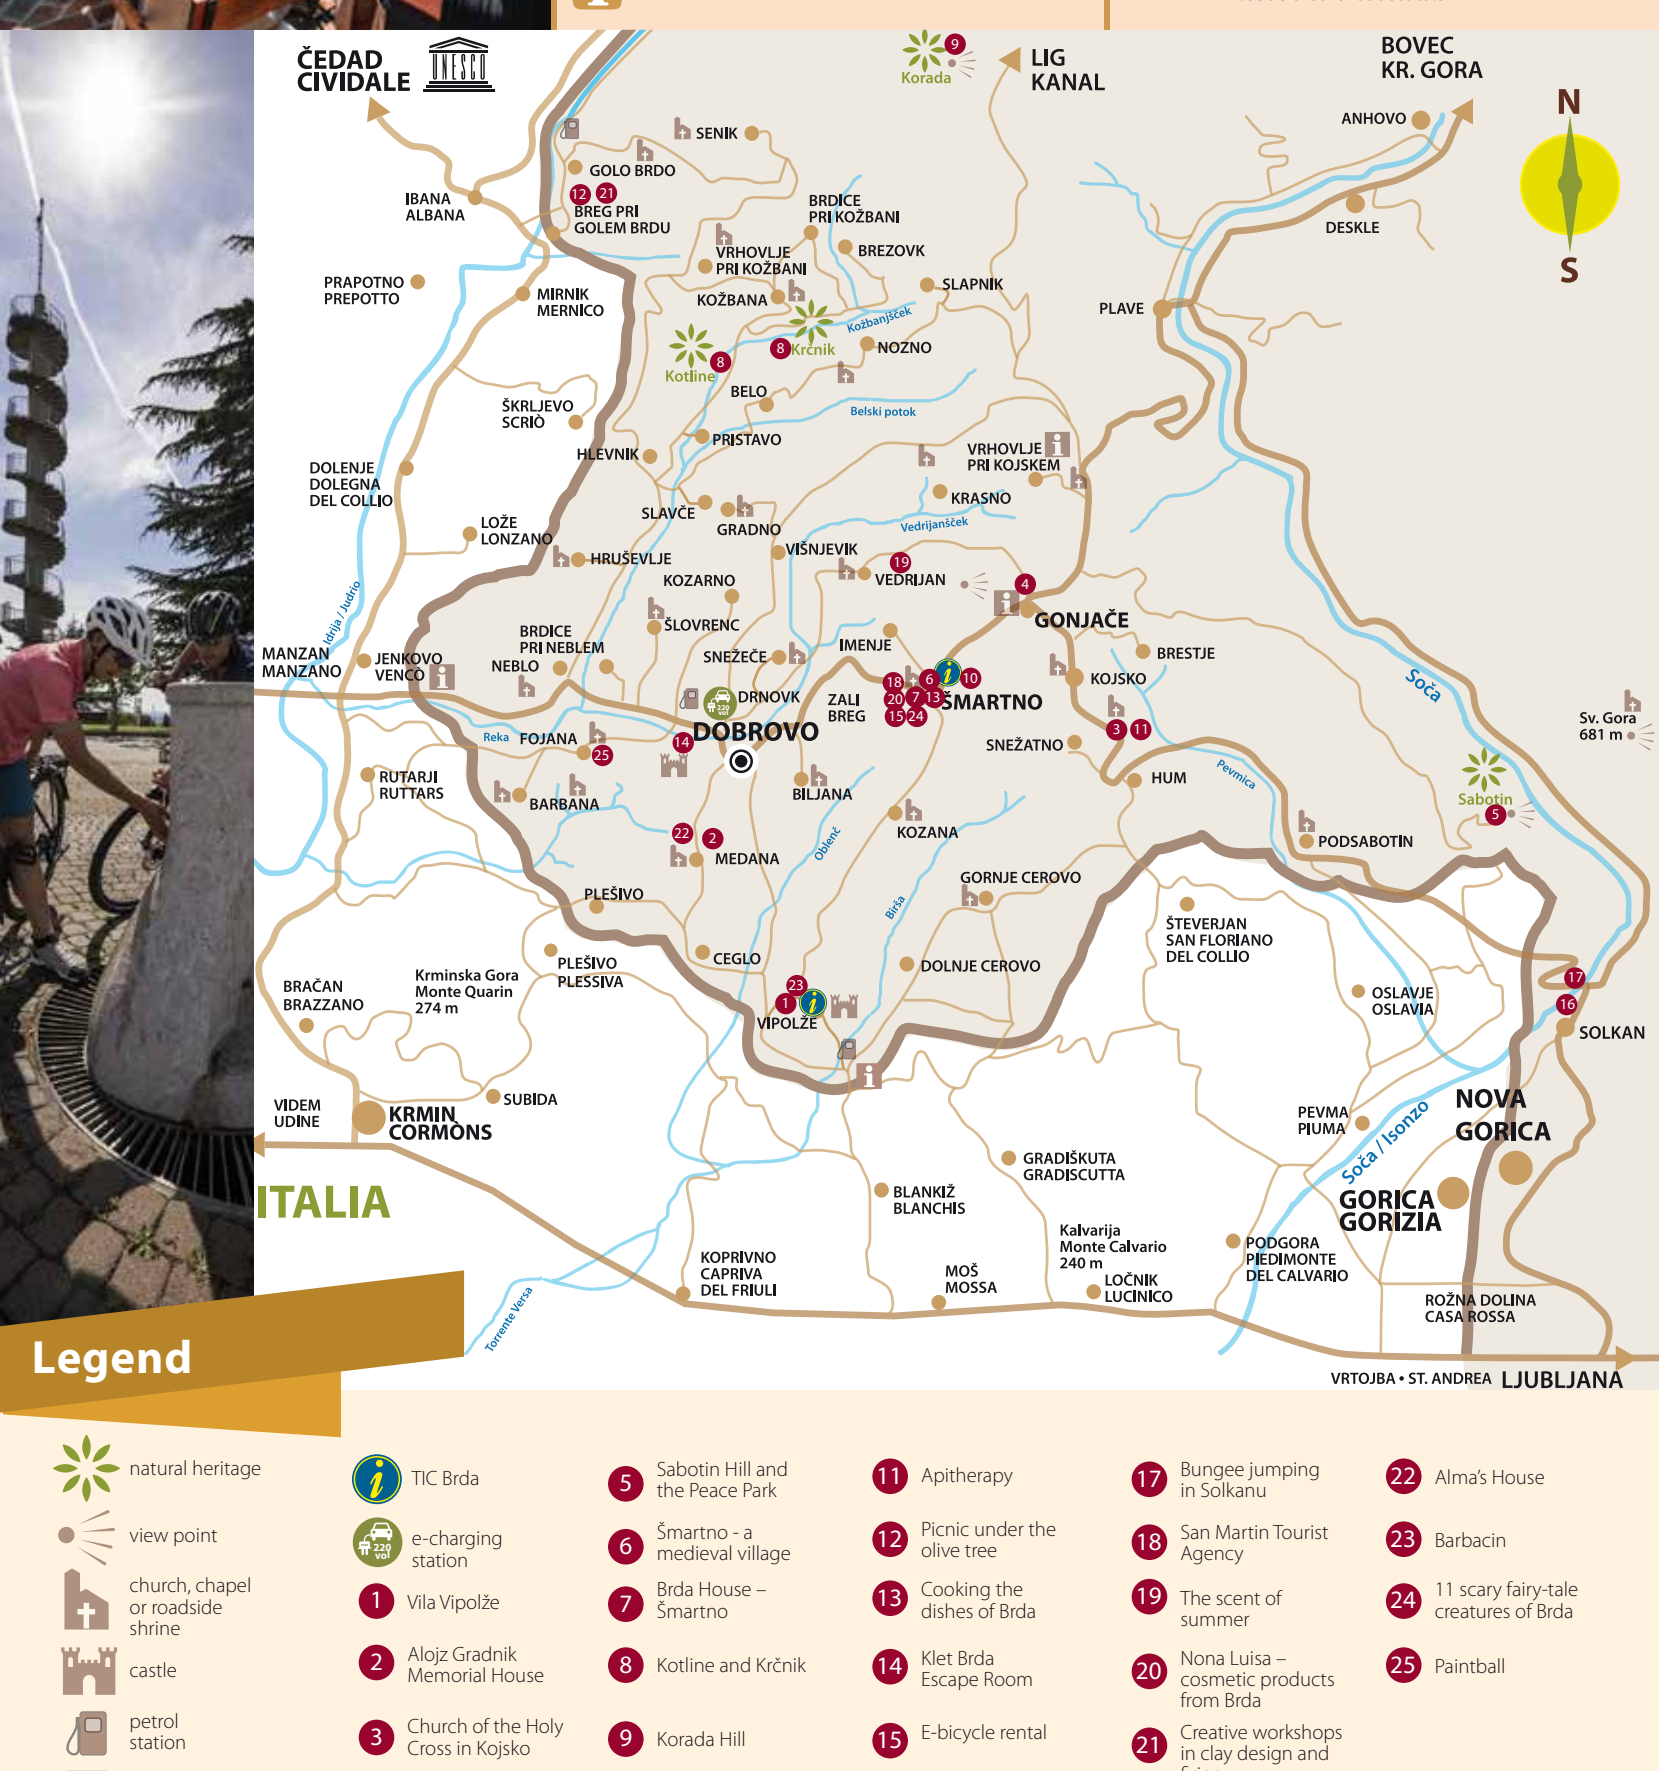 ČEDAD
CIVIDALE
UNESCO
9
Korada
LIG
KANAL
BOVEC
KR. GORA
ANHOVO
N
S
DESKLE
SENIK
GOLO BRDO
12
21
BREG PRI
GOLEM BRDU
IBANA
ALBANA
BRDICE
PRI KOŽBANI
BREZOVK
VRHOVLJE
PRI KOŽBANI
SLAPNIK
PRAPOTNO
PREPOTTO
MIRNIK
MERNICO
KOŽBANA
PLAVE
Kožbanjšček
8
Krčnik
NOZNO
8
Kotline
BELO
Belski potok
ŠKRLJEVO
SCRIÒ
PRISTAVO
HLEVNIK
VRHOVLJE
PRI KOJSKEM
i
DOLENJE
DOLEGNA
DEL COLLIO
KRASNO
SLAVČE
GRADNO
Vedrijanšček
LOŽE
LONZANO
VIŠNJEVIK
HRUŠEVLJE
19
VEDRIJAN
KOZARNO
4
i
GONJAČE
Idrija / Judrio
ŠLOVRENC
BRDICE
PRI NEBLEM
IMENJE
MANZAN
MANZANO
JENKOVO
VENCÒ
i
NEBLO
SNEŽEČE
BRESTJE
KOJSKO
Soča
18
6
i
10
20
7
13
ŠMARTNO
15
24
ZALI
BREG
220
vol
DRNOVK
DOBROVO
Reka
FOJANA
25
14
3
11
SNEŽATNO
Sv. Gora
681 m
HUM
Pevmica
Sabotin
5
RUTARJI
RUTTARS
BARBANA
BILJANA
KOZANA
PODSABOTIN
22
2
MEDANA
Oblenč
GORNJE CEROVO
PLEŠIVO
Birša
ŠTEVERJAN
SAN FLORIANO
DEL COLLIO
CEGLO
DOLNJE CEROVO
PLEŠIVO
PLESSIVA
Krminska Gora
Monte Quarin
274 m
BRAČAN
BRAZZANO
23
1
i
VIPOLŽE
OSLAVJE
OSLAVIA
17
16
SOLKAN
i
SUBIDA
VIDEM
UDINE
KRMIN
CORMÒNS
PEVMA
PIUMA
NOVA
GORICA
Soča / Isonzo
GRADIŠKUTA
GRADISCUTTA
ITALIA
BLANKIŽ
BLANCHIS
GORICA
GORIZIA
Kalvarija
Monte Calvario
240 m
PODGORA
PIEDIMONTE
DEL CALVARIO
KOPRIVNO
CAPRIVA
DEL FRIULI
MOŠ
MOSSA
LOČNIK
LUCINICO
ROŽNA DOLINA
CASA ROSSA
Torrente Versa
VRTOJBA • ST. ANDREA LJUBLJANA
Legend
natural heritage
view point
church, chapel
or roadside
shrine
castle
petrol
station
i TIC Brda
220
vol
e-charging
station
1 Vila Vipolže
2 Alojz Gradnik
Memorial House
3 Church of the Holy
Cross in Kojsko
5 Sabotin Hill and
the Peace Park
6 Šmartno - a
medieval village
7 Brda House –
Šmartno
8 Kotline and Krčnik
9 Korada Hill
11 Apitherapy
12 Picnic under the
olive tree
13 Cooking the
dishes of Brda
14 Klet Brda
Escape Room
15 E-bicycle rental
17 Bungee jumping
in Solkanu
18 San Martin Tourist
Agency
19 The scent of
summer
20 Nona Luisa –
cosmetic products
from Brda
21 Creative workshops
in clay design and
22 Alma's House
23 Barbacin
24 11 scary fairy-tale
creatures of Brda
25 Paintball